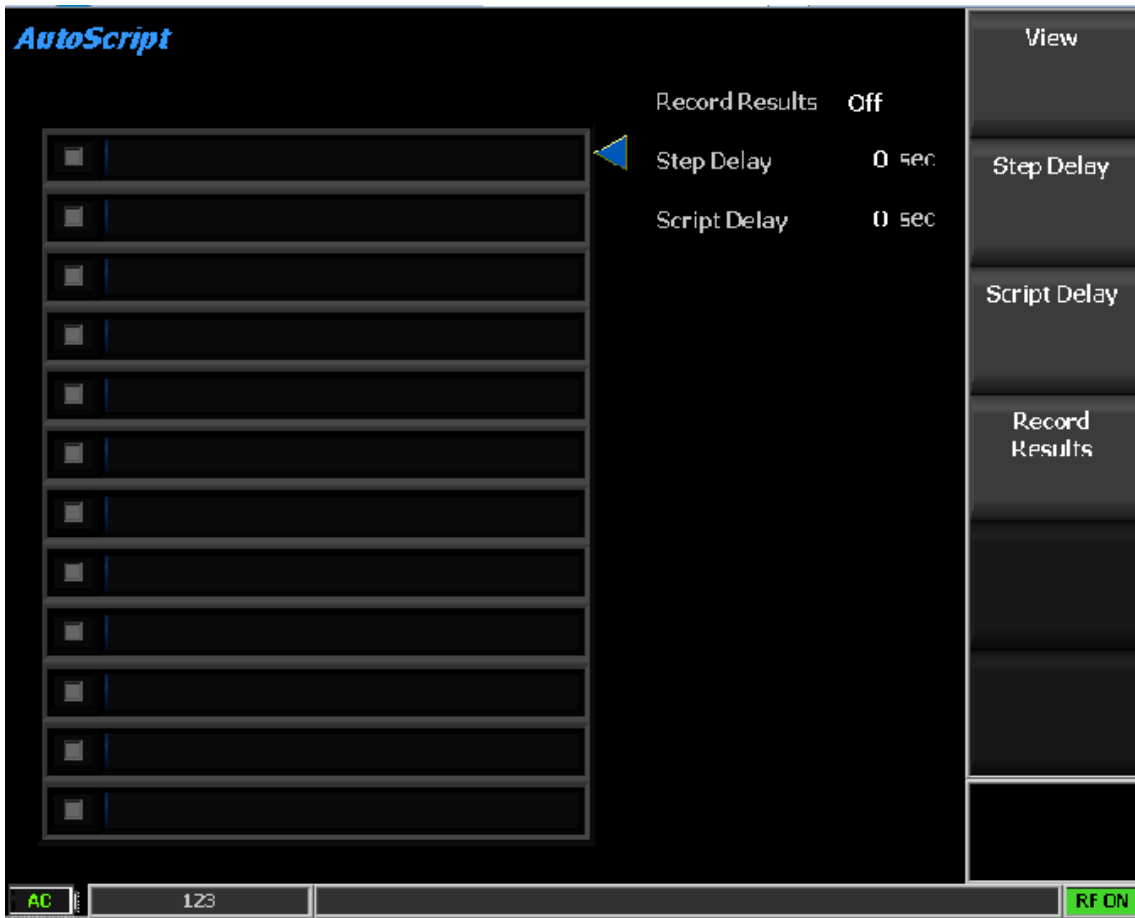 AutoScript
Record Results Off
Step Delay 0 sec
Script Delay 0 sec
View
Step Delay
Script Delay
Record
Results
AC
123
RF ON